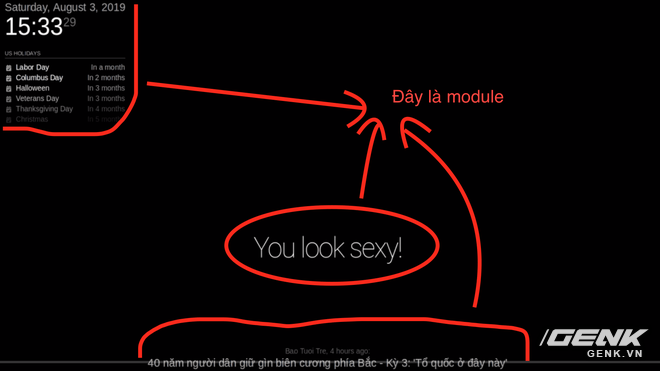 Saturday, August 3, 2019
15:33 29
US HOLIDAYS
Labor Day In a month
Columbus Day In 2 months
Halloween In 3 months
Veterans Day In 3 months
Thanksgiving Day In 4 months
Christmas In 5 months
Đây là module
You look sexy!
GENK
GENK.VN
Bao Tuoi Tre, 4 hours ago:
40 năm người dân giữ gìn biên cương phía Bắc - Kỳ 3: 'Tổ quốc ở đây này'